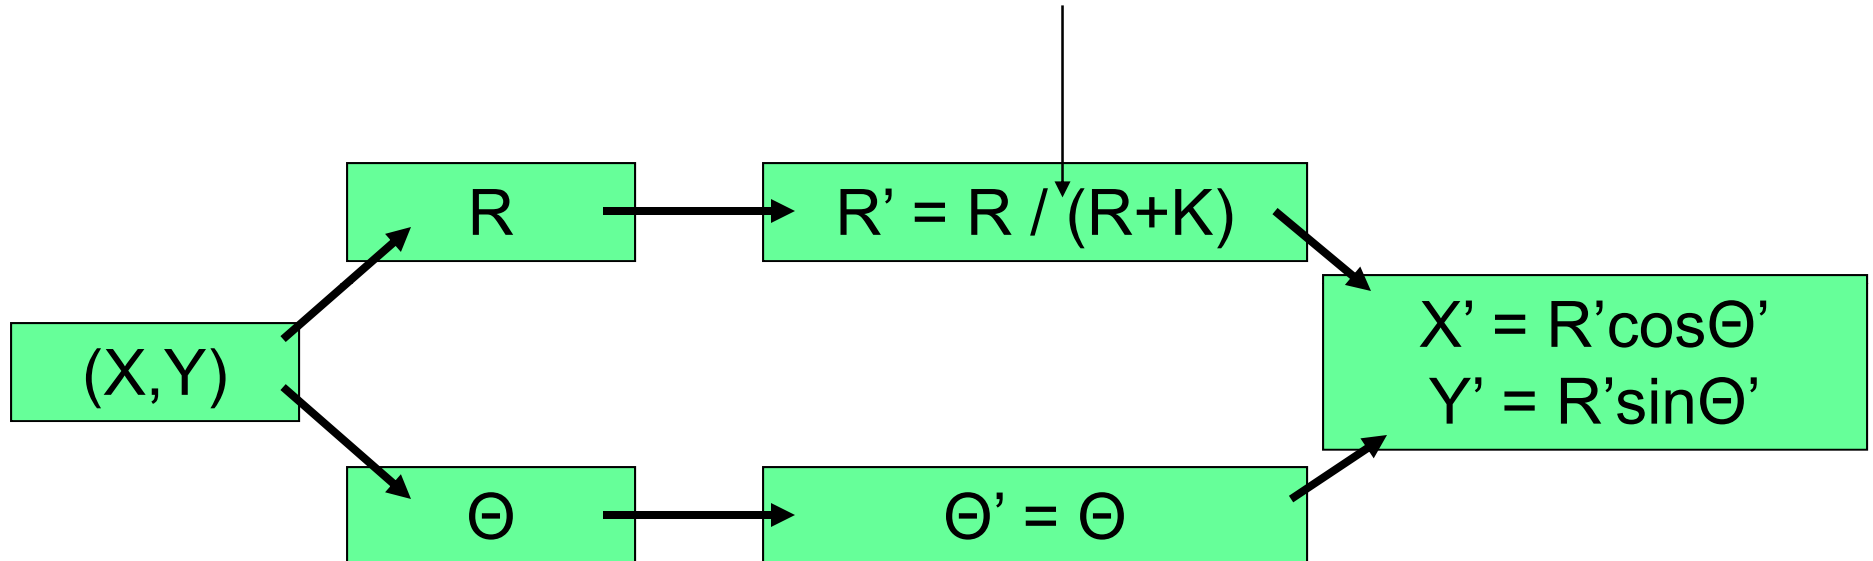 (X,Y)
R
R’ = R / (R+K)
Θ
Θ’ = Θ
X’ = R’cosΘ’
Y’ = R’sinΘ’